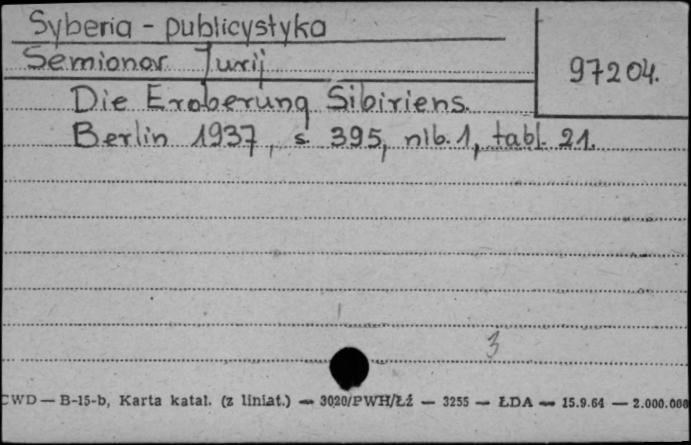 Syberia - publicystyka
Semionov Jurij
97204.
Die Eroberung Sibiriens.
Berlin 1937, s. 395, nlb. 1, tabl. 21.
3
CWD — B-15-b, Karta katal. (z liniat.) — 3020/PWH/Łź — 3255 — ŁDA — 15.9.64 — 2.000.000